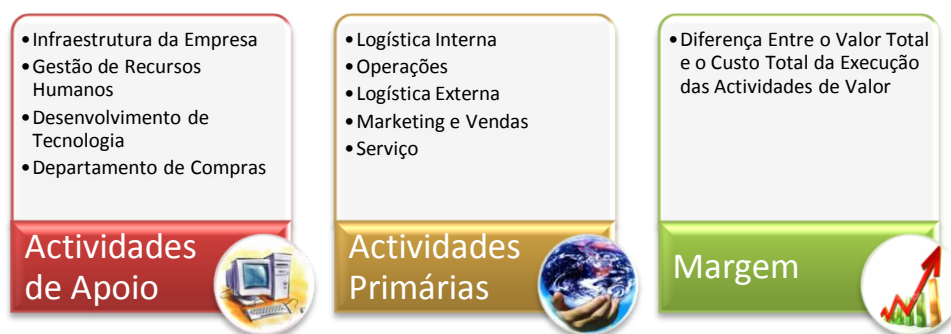 •Infraestrutura da Empresa
•Gestão de Recursos
Humanos
•Desenvolvimento de
Tecnologia
•Departamento de Compras
Actividades
de Apoio
•Logística Interna
•Operações
•Logística Externa
•Marketing e Vendas
•Serviço
Actividades
Primárias
•Diferença Entre o Valor Total
e o Custo Total da Execução
das Actividades de Valor
Margem